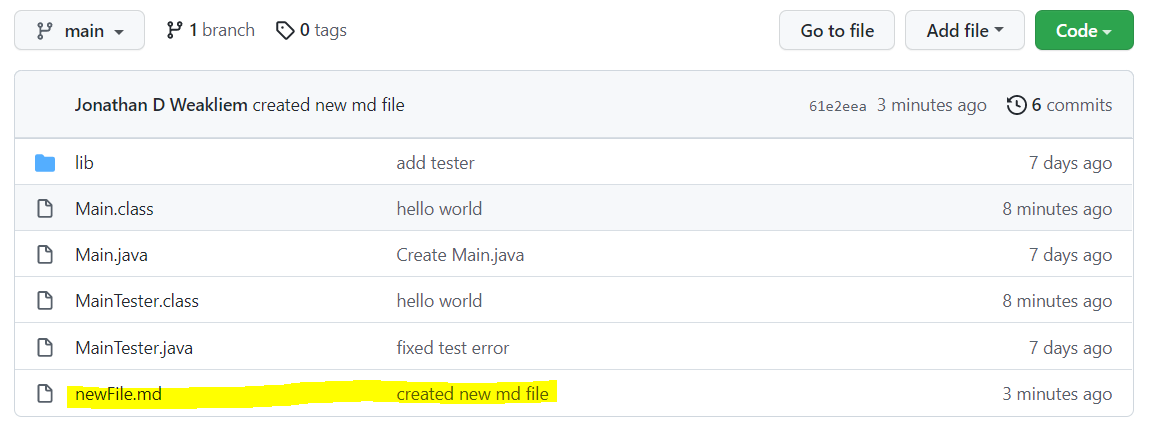 main 1 branch 0 tags Go to file Add file Code
Jonathan D Weakliem created new md file 61e2eea 3 minutes ago 6 commits
lib add tester 7 days ago
Main.class hello world 8 minutes ago
Main.java Create Main.java 7 days ago
MainTester.class hello world 8 minutes ago
MainTester.java fixed test error 7 days ago
newFile.md created new md file 3 minutes ago